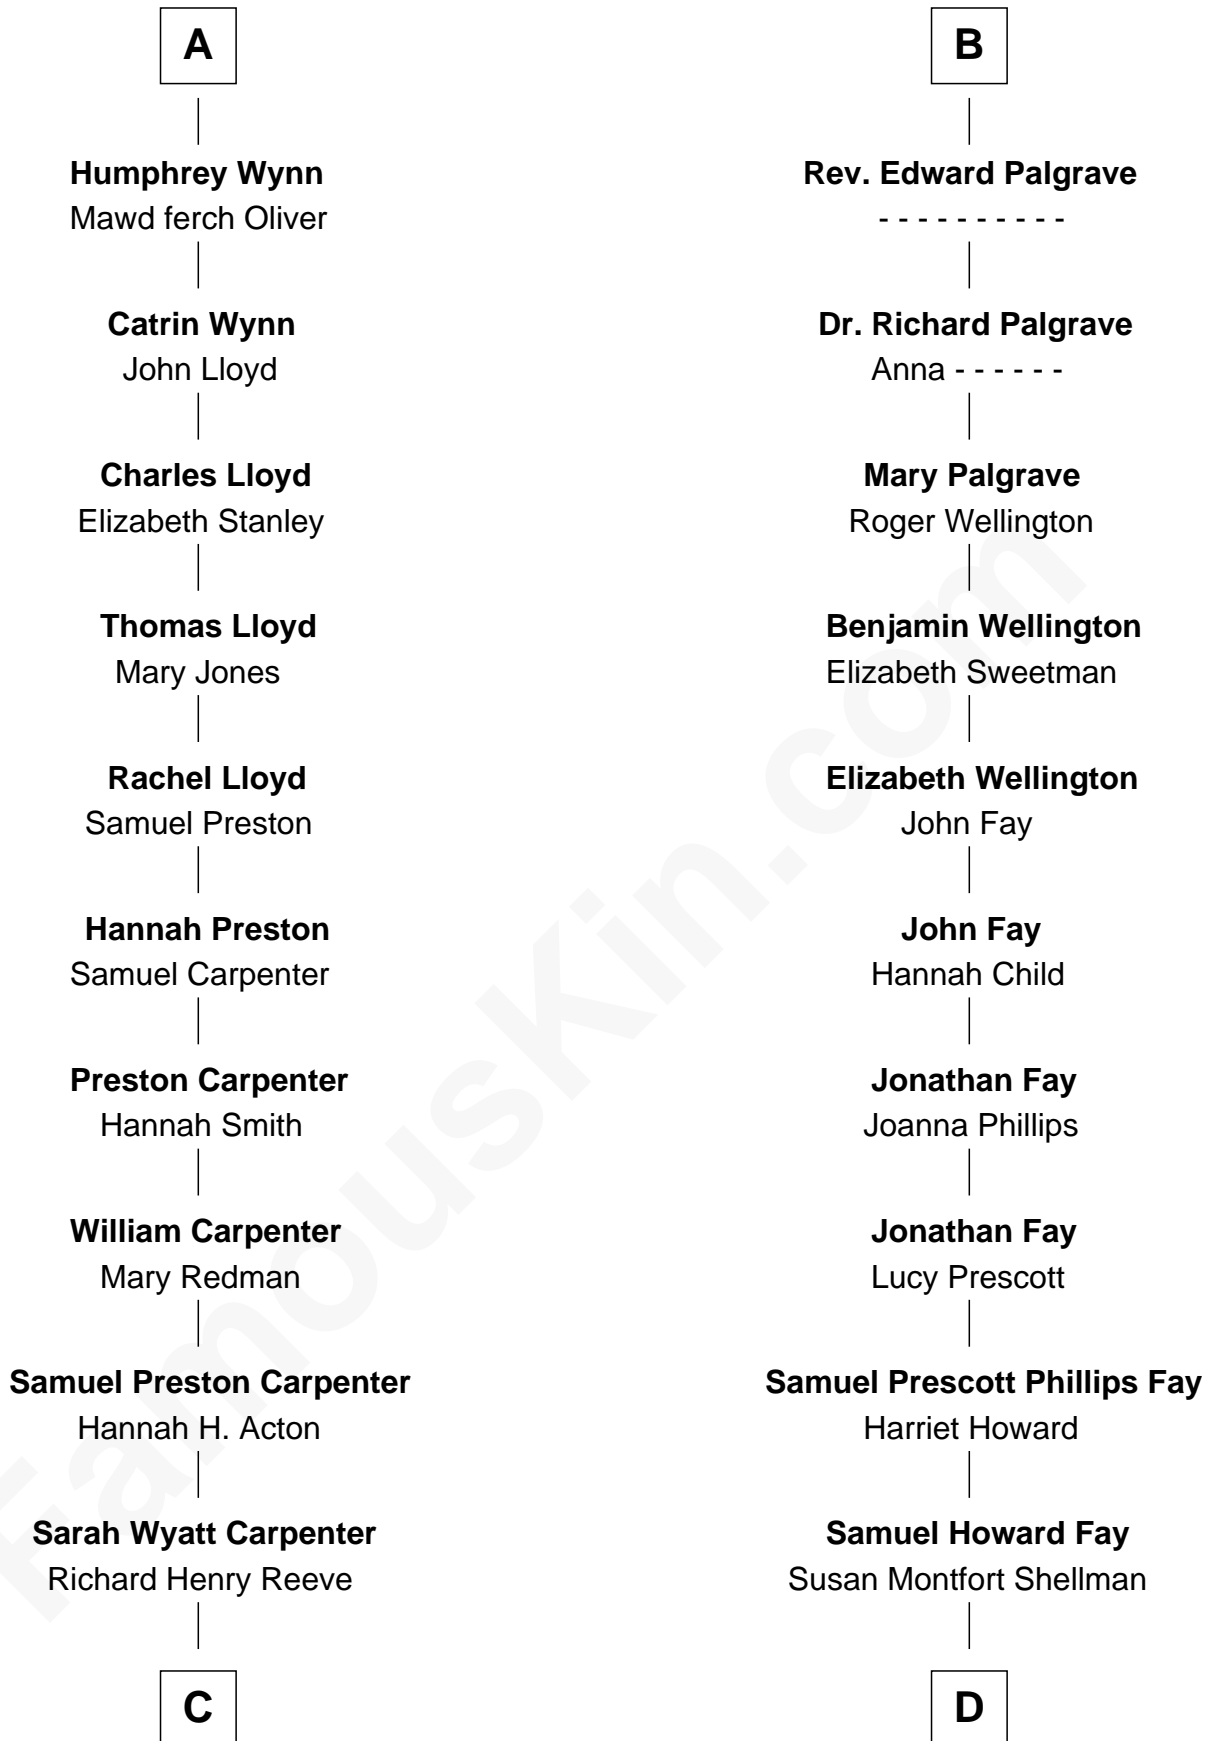 A
Humphrey Wynn
Mawd ferch Oliver
Catrin Wynn
John Lloyd
Charles Lloyd
Elizabeth Stanley
Thomas Lloyd
Mary Jones
Rachel Lloyd
Samuel Preston
Hannah Preston
Samuel Carpenter
Preston Carpenter
Hannah Smith
William Carpenter
Mary Redman
Samuel Preston Carpenter
Hannah H. Acton
Sarah Wyatt Carpenter
Richard Henry Reeve
C
B
Rev. Edward Palgrave
- - - - - - - - - -
Dr. Richard Palgrave
Anna - - - - - -
Mary Palgrave
Roger Wellington
Benjamin Wellington
Elizabeth Sweetman
Elizabeth Wellington
John Fay
John Fay
Hannah Child
Jonathan Fay
Joanna Phillips
Jonathan Fay
Lucy Prescott
Samuel Prescott Phillips Fay
Harriet Howard
Samuel Howard Fay
Susan Montfort Shellman
D
FamousKin.com